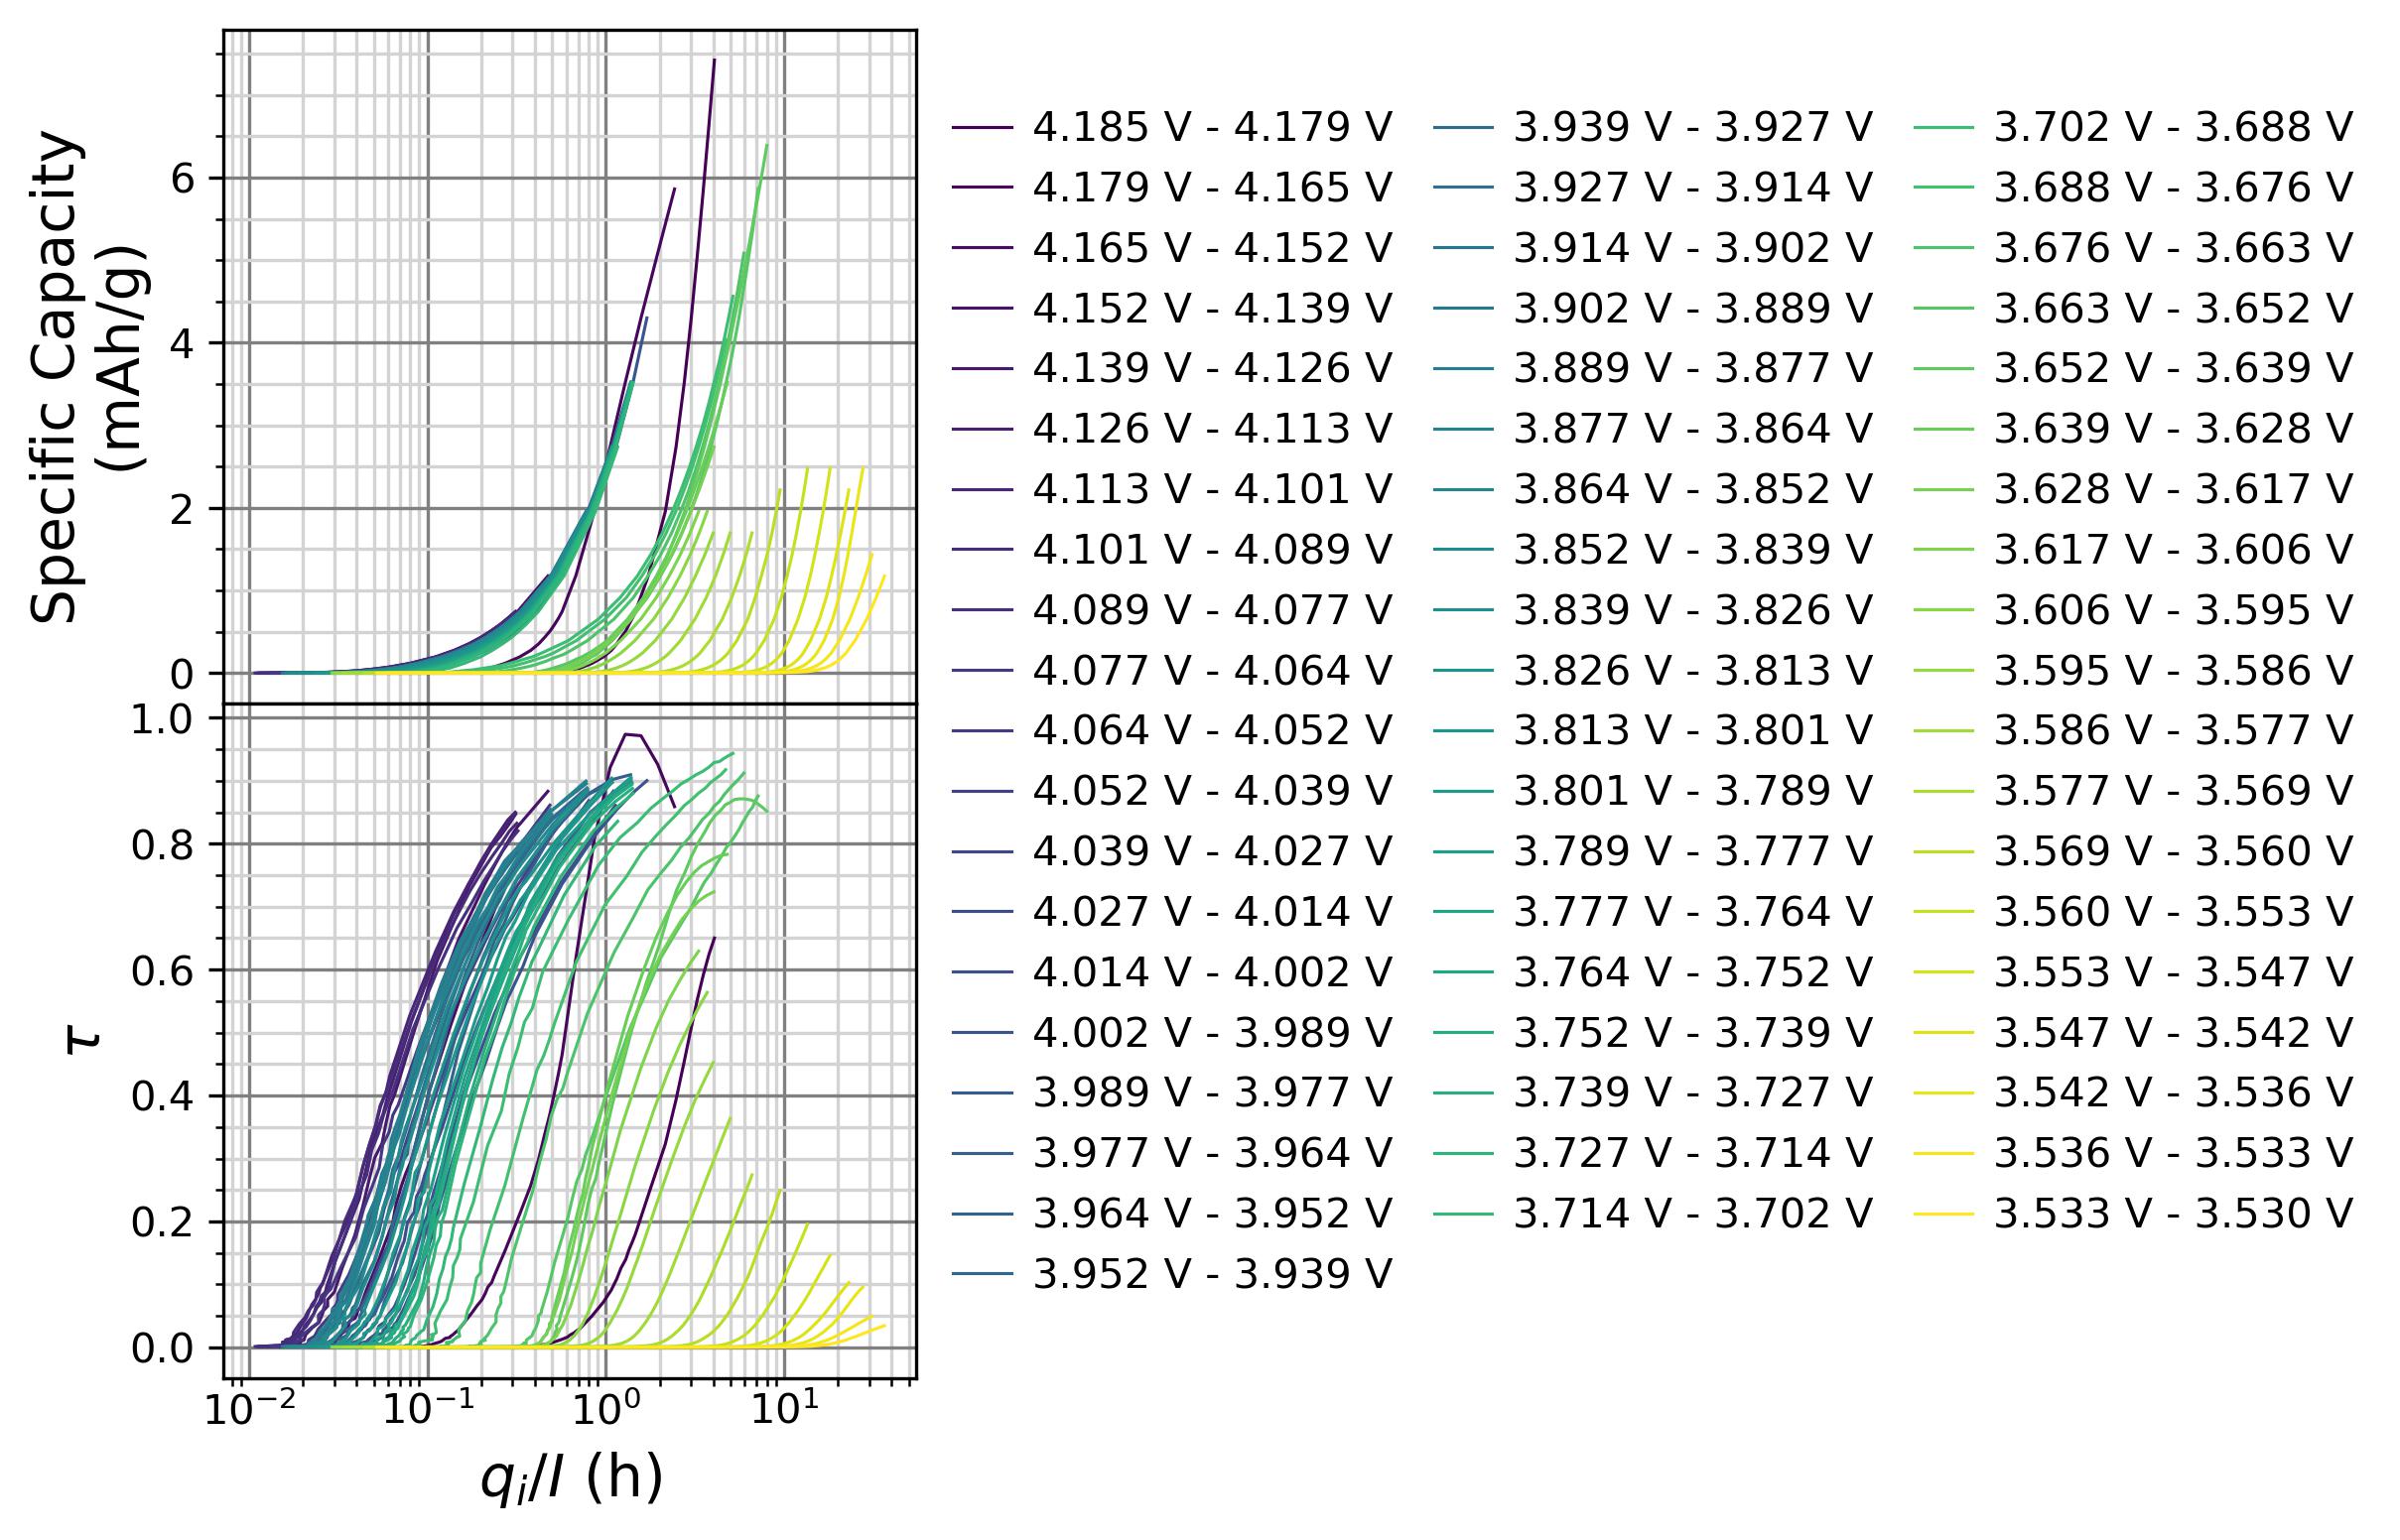 Specific Capacity
(mAh/g)
6
4
2
0
1.0
0.8
0.6
0.4
0.2
0.0
τ
10⁻²
10⁻¹
10⁰
10¹
qᵢ/I (h)
4.185 V - 4.179 V
4.179 V - 4.165 V
4.165 V - 4.152 V
4.152 V - 4.139 V
4.139 V - 4.126 V
4.126 V - 4.113 V
4.113 V - 4.101 V
4.101 V - 4.089 V
4.089 V - 4.077 V
4.077 V - 4.064 V
4.064 V - 4.052 V
4.052 V - 4.039 V
4.039 V - 4.027 V
4.027 V - 4.014 V
4.014 V - 4.002 V
4.002 V - 3.989 V
3.989 V - 3.977 V
3.977 V - 3.964 V
3.964 V - 3.952 V
3.952 V - 3.939 V
3.939 V - 3.927 V
3.927 V - 3.914 V
3.914 V - 3.902 V
3.902 V - 3.889 V
3.889 V - 3.877 V
3.877 V - 3.864 V
3.864 V - 3.852 V
3.852 V - 3.839 V
3.839 V - 3.826 V
3.826 V - 3.813 V
3.813 V - 3.801 V
3.801 V - 3.789 V
3.789 V - 3.777 V
3.777 V - 3.764 V
3.764 V - 3.752 V
3.752 V - 3.739 V
3.739 V - 3.727 V
3.727 V - 3.714 V
3.714 V - 3.702 V
3.702 V - 3.688 V
3.688 V - 3.676 V
3.676 V - 3.663 V
3.663 V - 3.652 V
3.652 V - 3.639 V
3.639 V - 3.628 V
3.628 V - 3.617 V
3.617 V - 3.606 V
3.606 V - 3.595 V
3.595 V - 3.586 V
3.586 V - 3.577 V
3.577 V - 3.569 V
3.569 V - 3.560 V
3.560 V - 3.553 V
3.553 V - 3.547 V
3.547 V - 3.542 V
3.542 V - 3.536 V
3.536 V - 3.533 V
3.533 V - 3.530 V